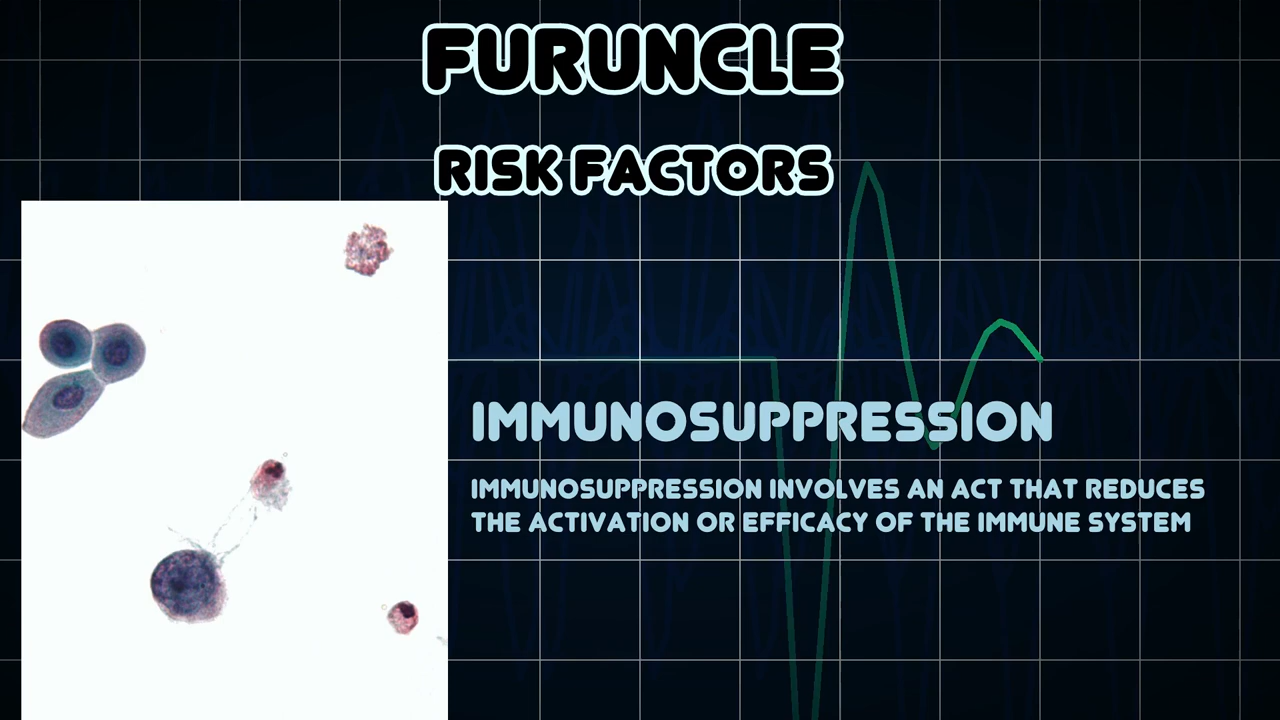 FURUNCLE
RISK FACTORS
IMMUNOSUPPRESSION
IMMUNOSUPPRESSION INVOLVES AN ACT THAT REDUCES
THE ACTIVATION OR EFFICACY OF THE IMMUNE SYSTEM